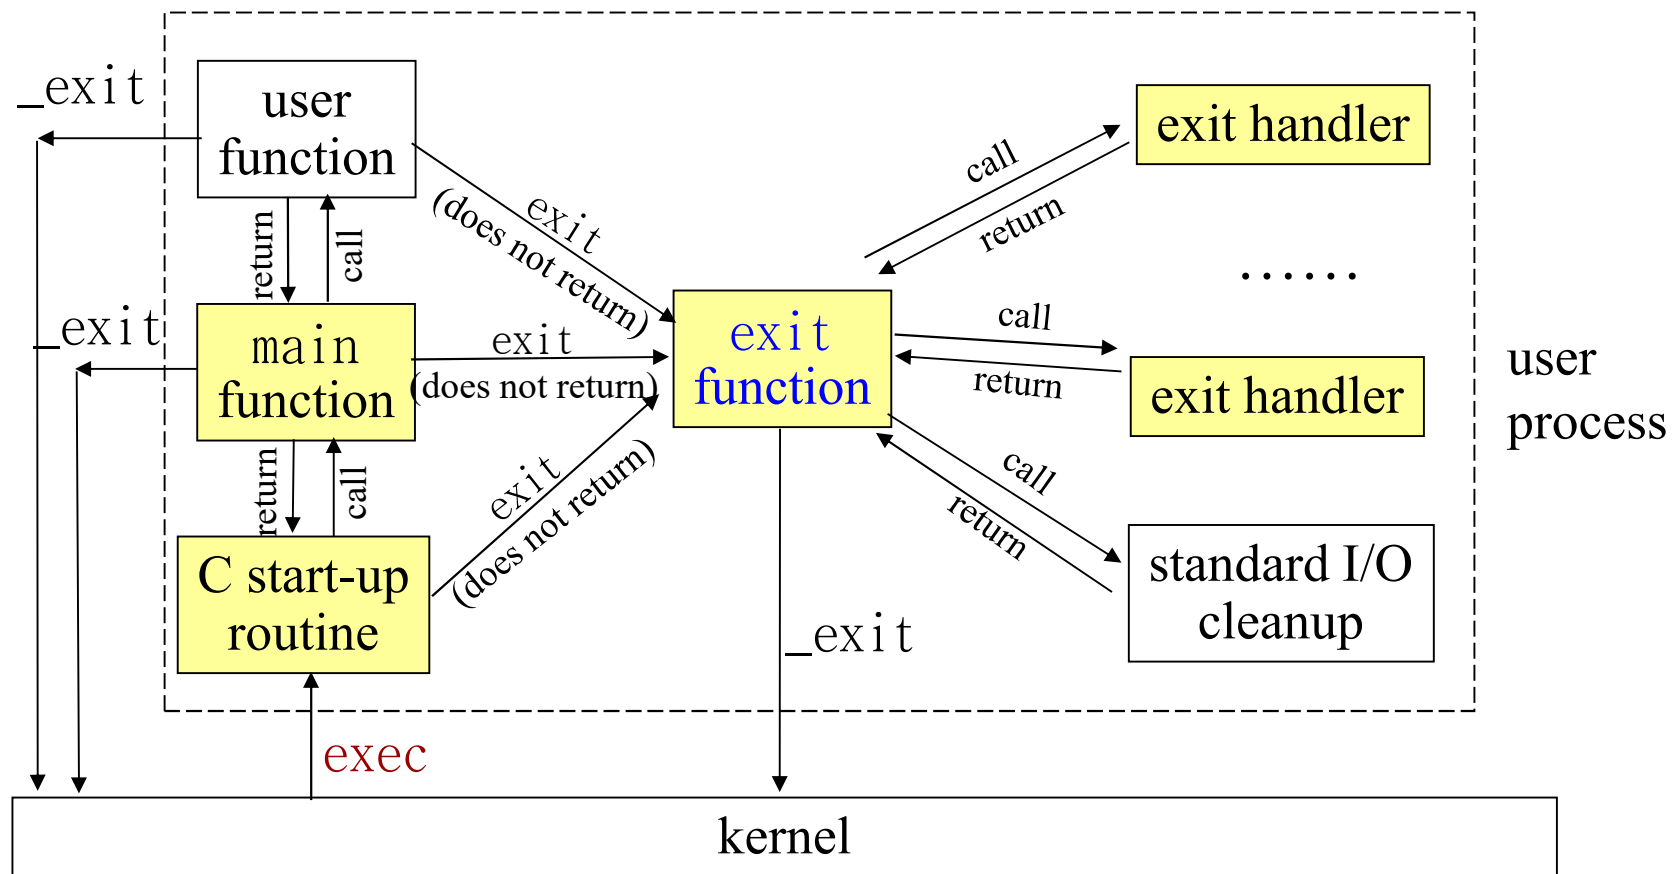 _exit
user
function
exit handler
call
return
exit
(does not return)
return
call
......
_exit
main
function
exit
(does not return)
exit
function
call
return
exit handler
user
process
return
call
exit
(does not return)
call
return
C start-up
routine
standard I/O
cleanup
_exit
exec
kernel